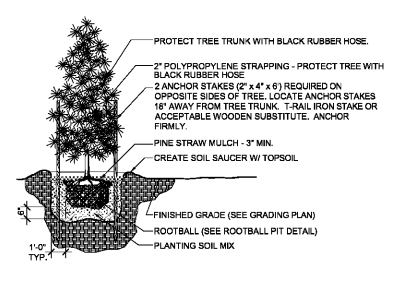 PROTECT TREE TRUNK WITH BLACK RUBBER HOSE.
2" POLYPROPYLENE STRAPPING - PROTECT TREE WITH
BLACK RUBBER HOSE
2 ANCHOR STAKES (2" x 4" x 6') REQUIRED ON
OPPOSITE SIDES OF TREE. LOCATE ANCHOR STAKES
18" AWAY FROM TREE TRUNK. T-RAIL IRON STAKE OR
ACCEPTABLE WOODEN SUBSTITUTE. ANCHOR
FIRMLY.
PINE STRAW MULCH - 3" MIN.
CREATE SOIL SAUCER W/ TOPSOIL
FINISHED GRADE (SEE GRADING PLAN)
6"
ROOTBALL (SEE ROOTBALL PIT DETAIL)
1'-0"
TYP.
PLANTING SOIL MIX